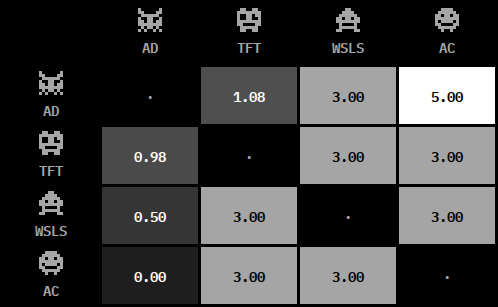 AD TFT WSLS AC
AD · 1.08 3.00 5.00
TFT 0.98 · 3.00 3.00
WSLS 0.50 3.00 · 3.00
AC 0.00 3.00 3.00 ·